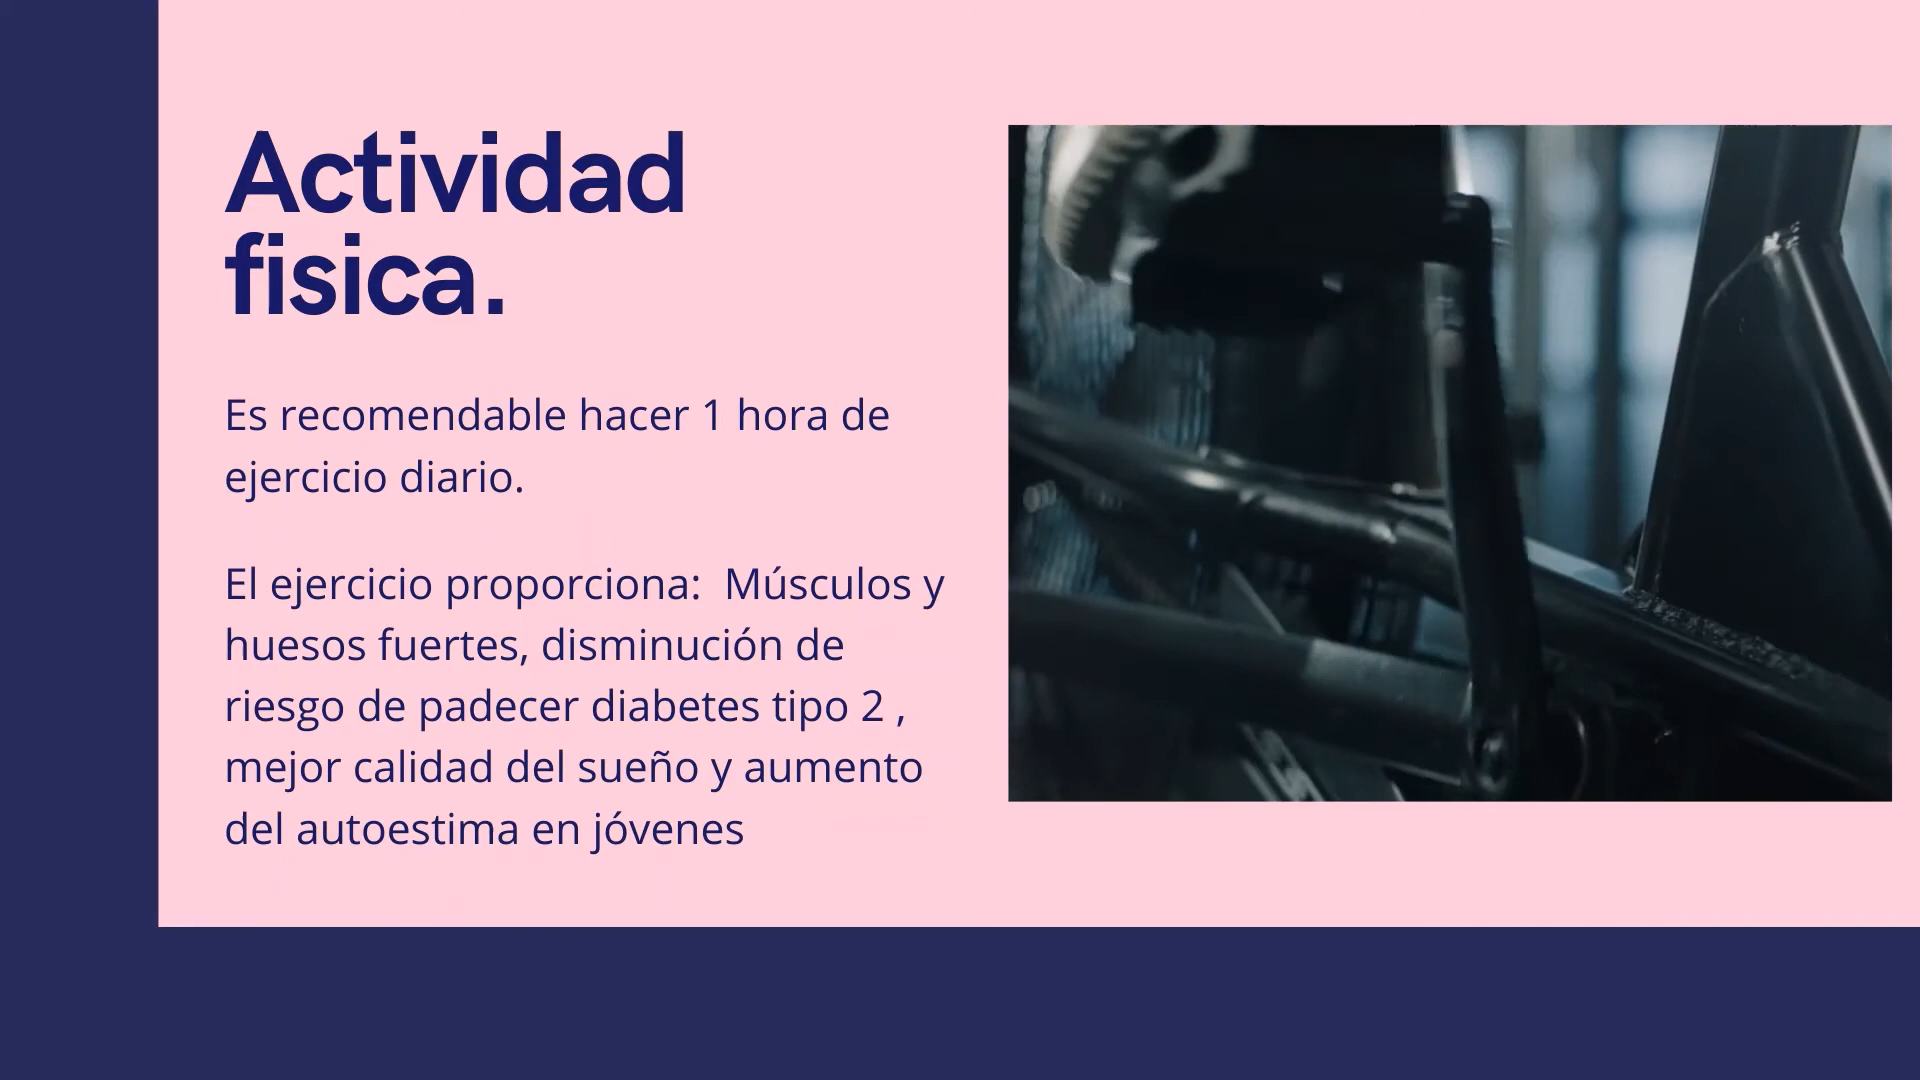 Actividad
fisica.
Es recomendable hacer 1 hora de
ejercicio diario.
El ejercicio proporciona:  Músculos y
huesos fuertes, disminución de
riesgo de padecer diabetes tipo 2 ,
mejor calidad del sueño y aumento
del autoestima en jóvenes